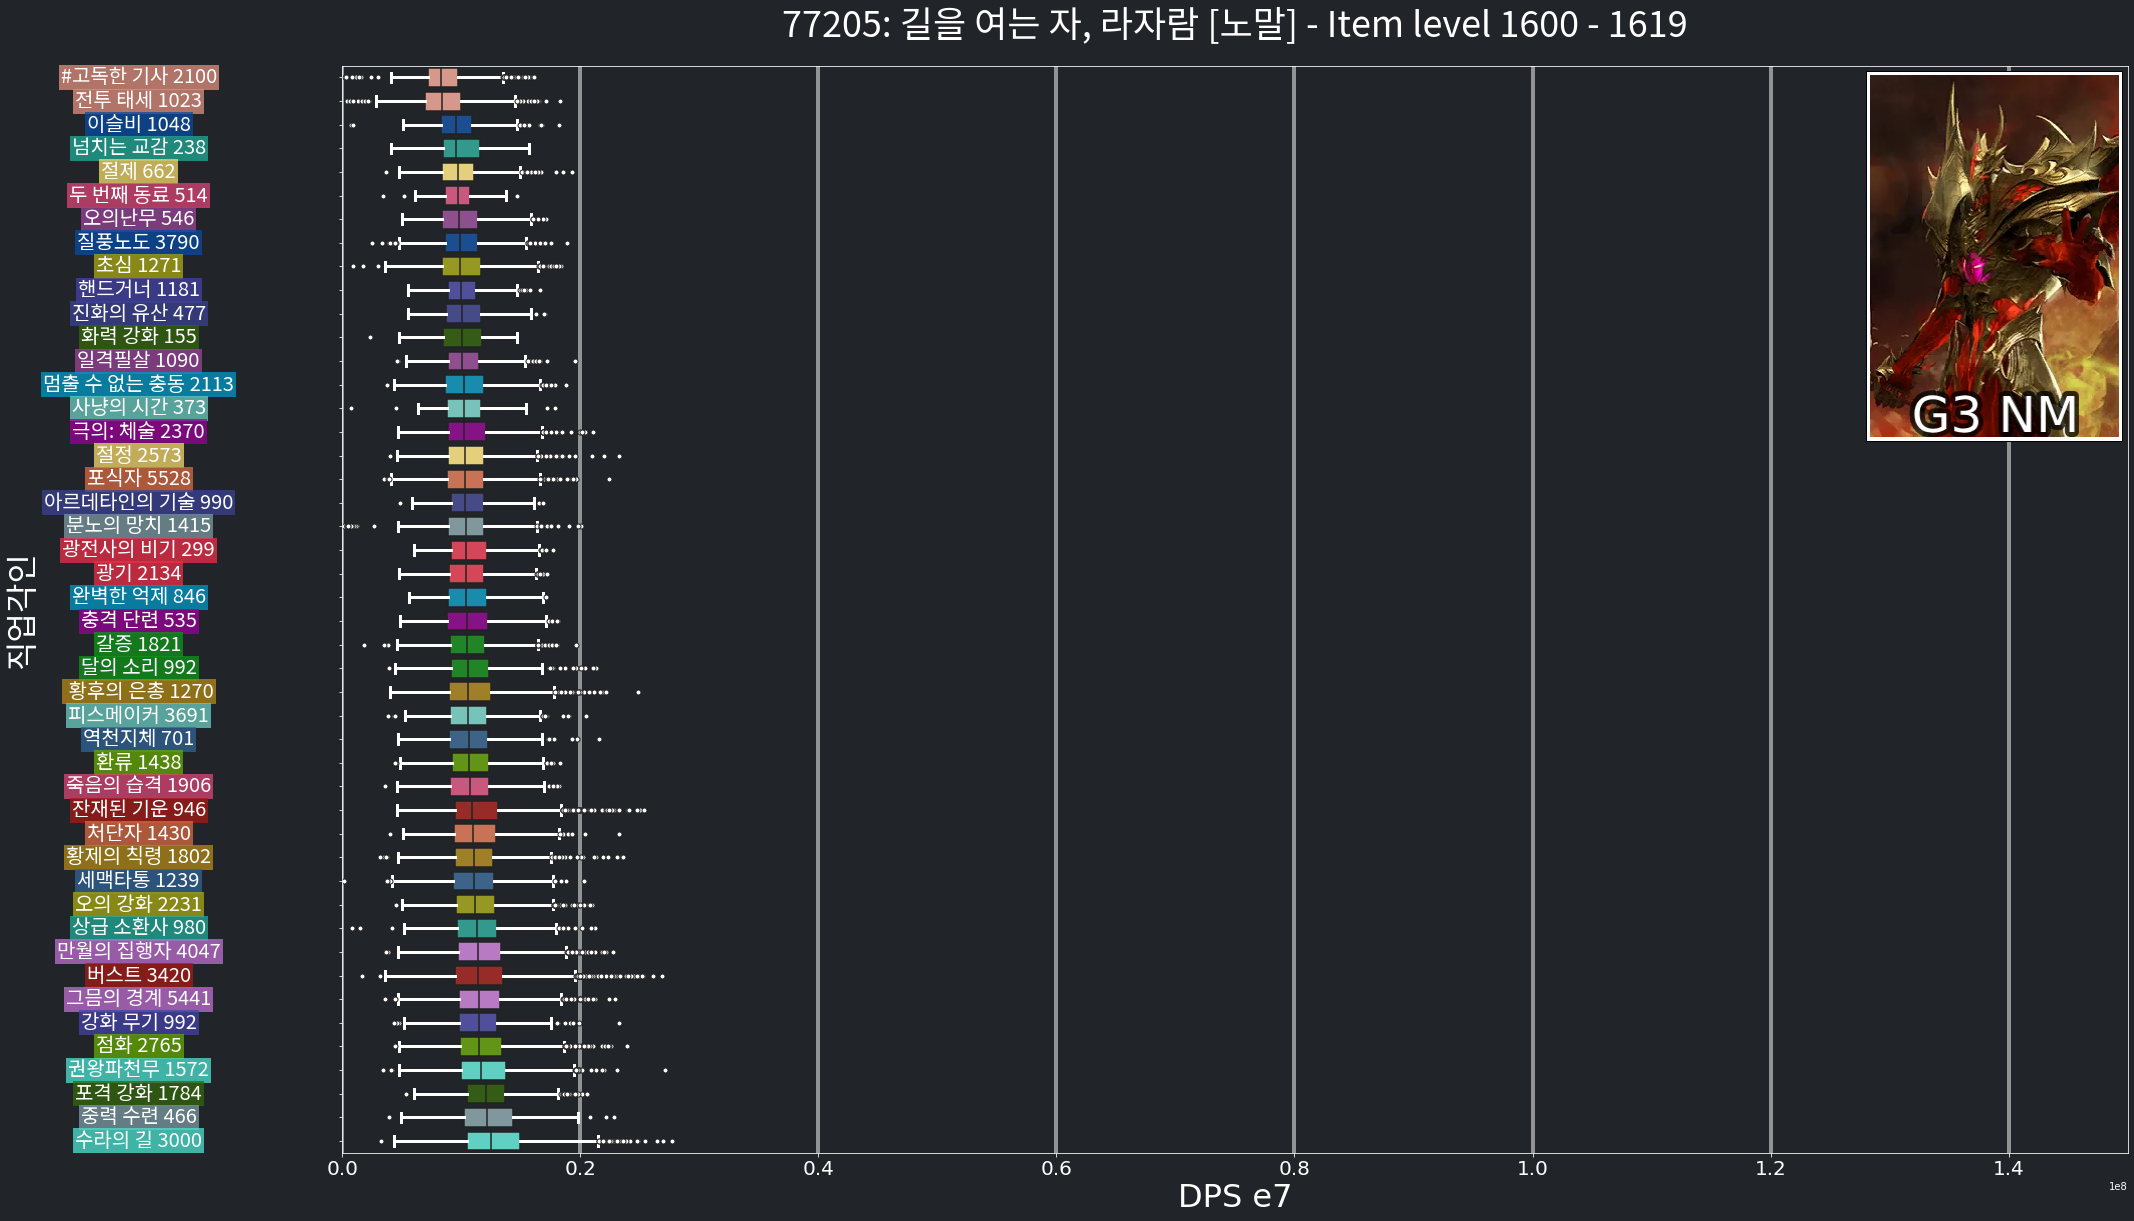 77205: 길을 여는 자, 라자람 [노말] - Item level 1600 - 1619
#고독한 기사 2100
전투 태세 1023
이슬비 1048
넘치는 교감 238
절제 662
두 번째 동료 514
오의난무 546
질풍노도 3790
초심 1271
핸드거너 1181
진화의 유산 477
화력 강화 155
일격필살 1090
멈출 수 없는 충동 2113
사냥의 시간 373
극의: 체술 2370
절정 2573
포식자 5528
아르데타인의 기술 990
분노의 망치 1415
광전사의 비기 299
광기 2134
완벽한 억제 846
충격 단련 535
갈증 1821
달의 소리 992
황후의 은총 1270
피스메이커 3691
역천지체 701
환류 1438
죽음의 습격 1906
잔재된 기운 946
처단자 1430
황제의 칙령 1802
세맥타통 1239
오의 강화 2231
상급 소환사 980
만월의 집행자 4047
버스트 3420
그믐의 경계 5441
강화 무기 992
점화 2765
권왕파천무 1572
포격 강화 1784
중력 수련 466
수라의 길 3000
직업각인
G3 NM
0.0 0.2 0.4 0.6 0.8 1.0 1.2 1.4
1e8
DPS e7